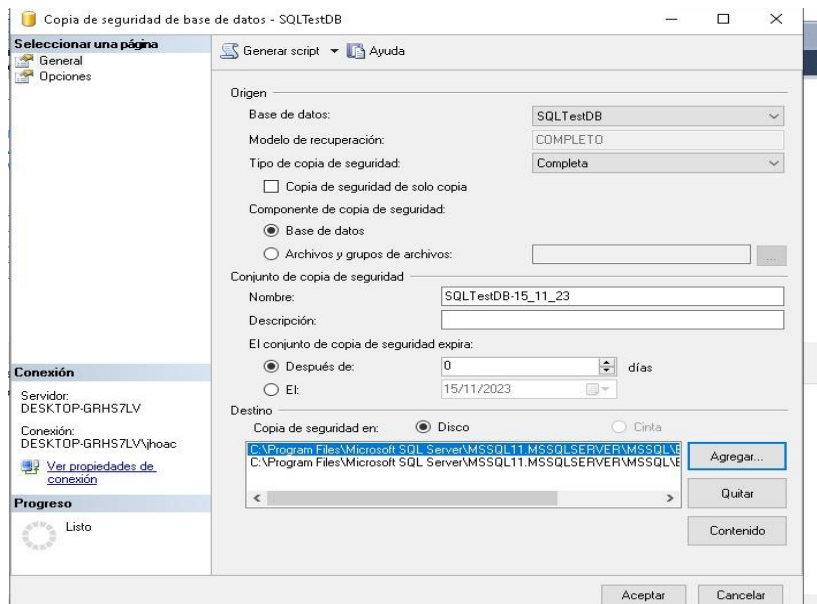 Copia de seguridad de base de datos - SQLTestDB
Seleccionar una página
General
Opciones
Generar script
Ayuda
Origen
Base de datos:
SQLTestDB
Modelo de recuperación:
COMPLETO
Tipo de copia de seguridad:
Completa
Copia de seguridad de solo copia
Componente de copia de seguridad:
Base de datos
Archivos y grupos de archivos:
...
Conjunto de copia de seguridad
Nombre:
SQLTestDB-15_11_23
Descripción:
El conjunto de copia de seguridad expira:
Después de:
0
días
El:
15/11/2023
Destino
Copia de seguridad en:
Disco
Cinta
C:\Program Files\Microsoft SQL Server\MSSQL11.MSSQLSERVER\MSSQL\E
C:\Program Files\Microsoft SQL Server\MSSQL11.MSSQLSERVER\MSSQL\E
Agregar...
Quitar
Contenido
Conexión
Servidor:
DESKTOP-GRHS7LV
Conexión:
DESKTOP-GRHS7LV\jhoac
Ver propiedades de
conexión
Progreso
Listo
Aceptar
Cancelar